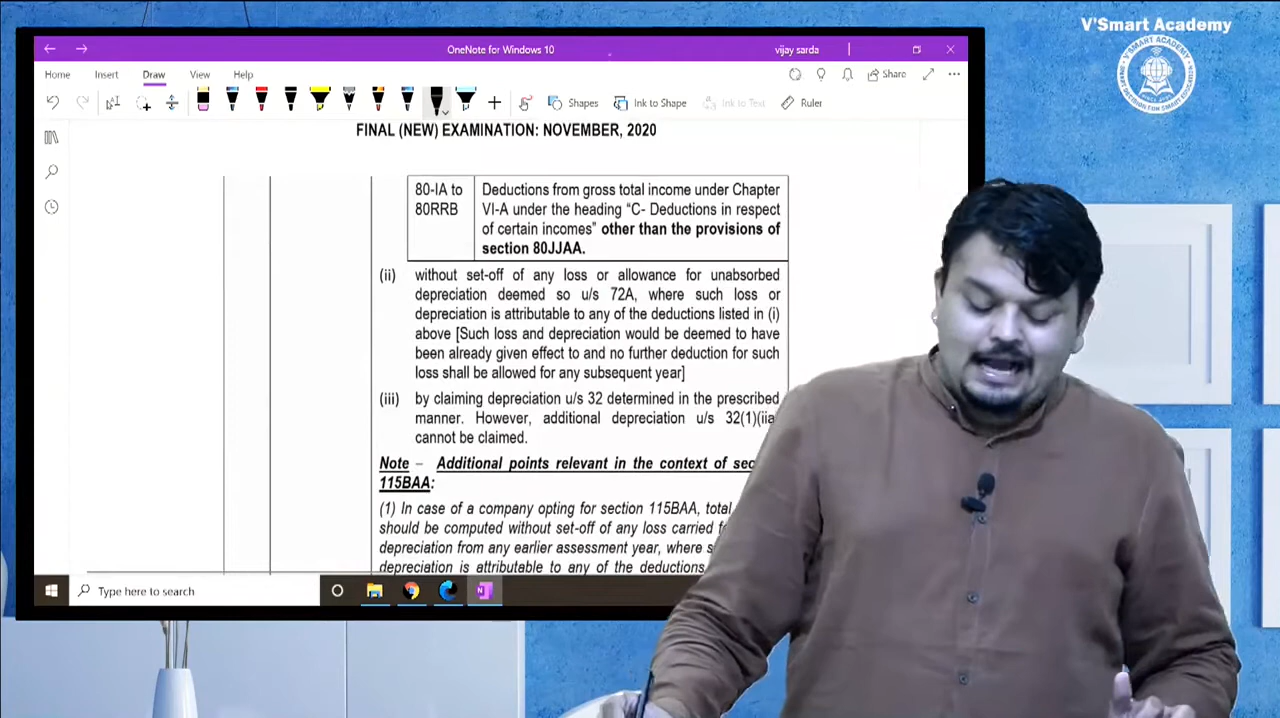 V'Smart Academy
OneNote for Windows 10
vijay sarda
Home Insert Draw View Help
Share
Shapes Ink to Shape Ink to Text Ruler
FINAL (NEW) EXAMINATION: NOVEMBER, 2020
80-IA to 80RRB
Deductions from gross total income under Chapter
VI-A under the heading “C- Deductions in respect
of certain incomes” other than the provisions of
section 80JJAA.
(ii) without set-off of any loss or allowance for unabsorbed
depreciation deemed so u/s 72A, where such loss or
depreciation is attributable to any of the deductions listed in (i)
above [Such loss and depreciation would be deemed to have
been already given effect to and no further deduction for such
loss shall be allowed for any subsequent year]
(iii) by claiming depreciation u/s 32 determined in the prescribed
manner. However, additional depreciation u/s 32(1)(iia
cannot be claimed.
Note – Additional points relevant in the context of sec
115BAA:
(1) In case of a company opting for section 115BAA, total
should be computed without set-off of any loss carried f
depreciation from any earlier assessment year, where s
depreciation is attributable to any of the deductions
Type here to search